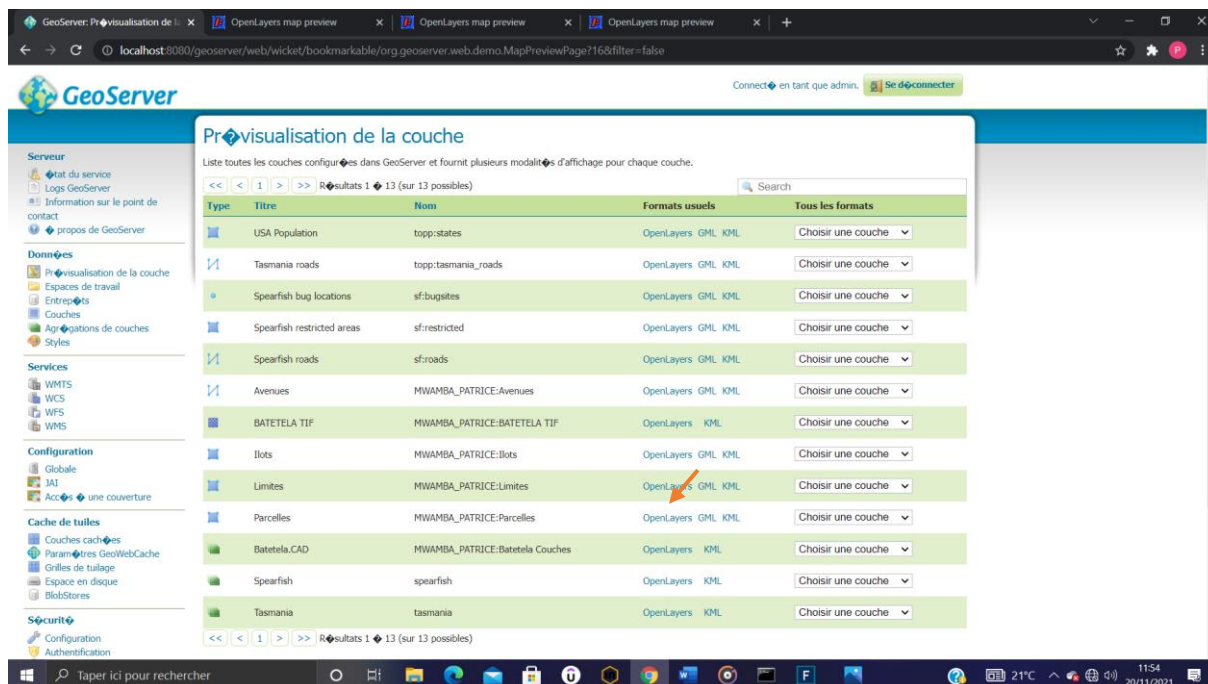 GeoServer: Pr�visualisation de l
OpenLayers map preview
OpenLayers map preview
OpenLayers map preview
localhost:8080/geoserver/web/wicket/bookmarkable/org.geoserver.web.demo.MapPreviewPage?16&filter=false
P
GeoServer
Connect� en tant que admin.
Se d�connecter
Serveur
�tat du service
Logs GeoServer
Information sur le point de
contact
� propos de GeoServer
Donn�es
Pr�visualisation de la couche
Espaces de travail
Entrep�ts
Couches
Agr�gations de couches
Styles
Services
WMTS
WCS
WFS
WMS
Configuration
Globale
JAI
Acc�s � une couverture
Cache de tuiles
Couches cach�es
Param�tres GeoWebCache
Grilles de tuilage
Espace en disque
BlobStores
S�curit�
Configuration
Authentification
Pr�visualisation de la couche
Liste toutes les couches configur�es dans GeoServer et fournit plusieurs modalit�s d'affichage pour chaque couche.
<< < 1 > >> R�sultats 1 � 13 (sur 13 possibles)
Search
Type Titre Nom Formats usuels Tous les formats
USA Population topp:states OpenLayers GML KML Choisir une couche
Tasmania roads topp:tasmania_roads OpenLayers GML KML Choisir une couche
Spearfish bug locations sf:bugsites OpenLayers GML KML Choisir une couche
Spearfish restricted areas sf:restricted OpenLayers GML KML Choisir une couche
Spearfish roads sf:roads OpenLayers GML KML Choisir une couche
Avenues MWAMBA_PATRICE:Avenues OpenLayers GML KML Choisir une couche
BATETELA TIF MWAMBA_PATRICE:BATETELA TIF OpenLayers KML Choisir une couche
Ilots MWAMBA_PATRICE:Ilots OpenLayers GML KML Choisir une couche
Limites MWAMBA_PATRICE:Limites OpenLayers GML KML Choisir une couche
Parcelles MWAMBA_PATRICE:Parcelles OpenLayers GML KML Choisir une couche
Batetela.CAD MWAMBA_PATRICE:Batetela Couches OpenLayers KML Choisir une couche
Spearfish spearfish OpenLayers KML Choisir une couche
Tasmania tasmania OpenLayers KML Choisir une couche
<< < 1 > >> R�sultats 1 � 13 (sur 13 possibles)
Taper ici pour rechercher
21°C
11:54
20/11/2021